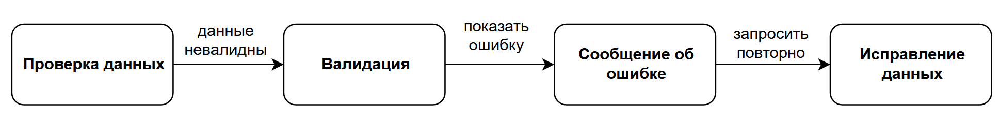 Проверка данных
данные
невалидны
Валидация
показать
ошибку
Сообщение об
ошибке
запросить
повторно
Исправление
данных